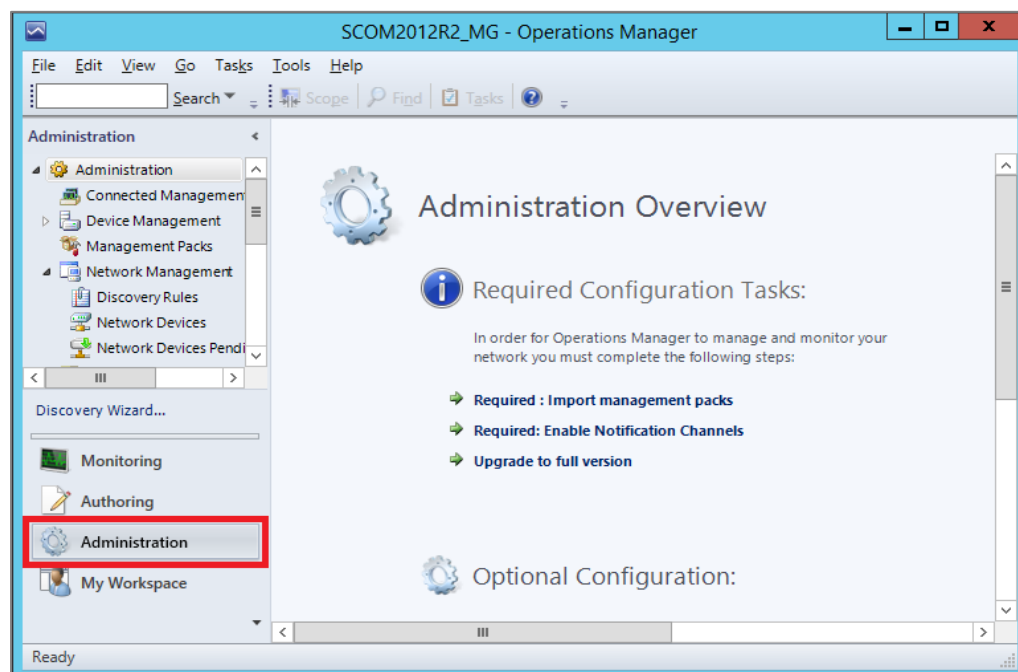 SCOM2012R2_MG - Operations Manager
File Edit View Go Tasks Tools Help
Search Scope Find Tasks
Administration
Administration
Connected Managemen
Device Management
Management Packs
Network Management
Discovery Rules
Network Devices
Network Devices Pendi
Discovery Wizard...
Monitoring
Authoring
Administration
My Workspace
Administration Overview
Required Configuration Tasks:
In order for Operations Manager to manage and monitor your
network you must complete the following steps:
Required : Import management packs
Required: Enable Notification Channels
Upgrade to full version
Optional Configuration:
Ready